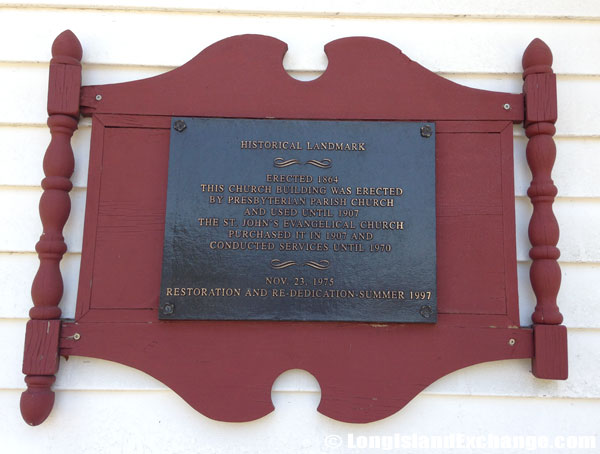 HISTORICAL LANDMARK
ERECTED 1864
THIS CHURCH BUILDING WAS ERECTED
BY PRESBYTERIAN PARISH CHURCH
AND USED UNTIL 1907
THE ST. JOHN'S EVANGELICAL CHURCH
PURCHASED IT IN 1907 AND
CONDUCTED SERVICES UNTIL 1970
NOV. 23, 1975
RESTORATION AND RE-DEDICATION-SUMMER 1997
© LongIslandExchange.com